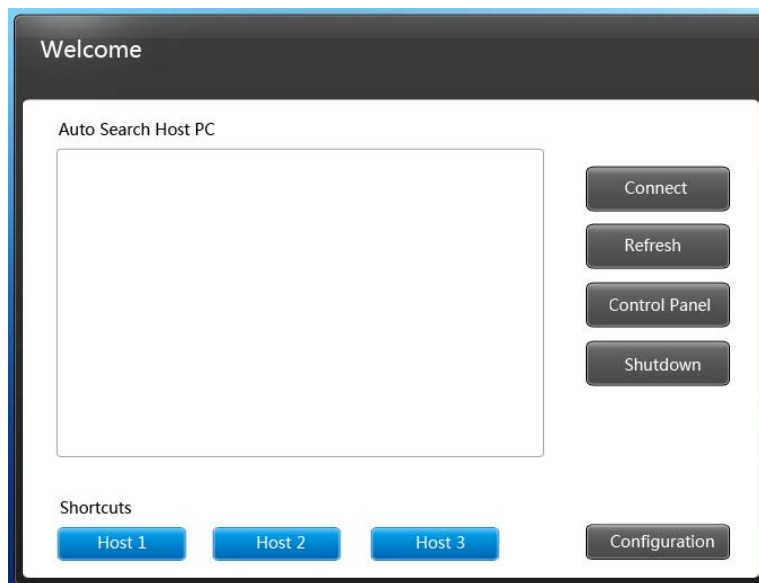 Welcome
Auto Search Host PC
Connect
Refresh
Control Panel
Shutdown
Shortcuts
Host 1
Host 2
Host 3
Configuration